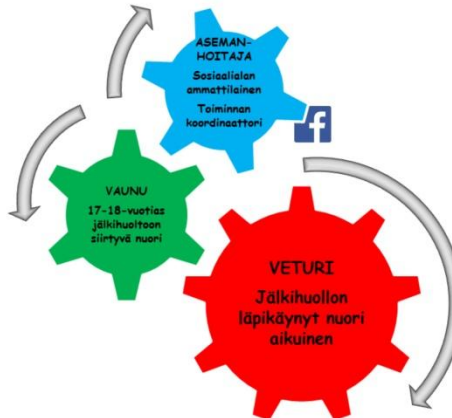 ASEMAN-
HOITAJA
Sosiaalialan
ammattilainen
Toiminnan
koordinaattori
VAUNU
17-18-vuotias
jälkihuoltoon
siirtyvä nuori
VETURI
Jälkihuollon
läpikäynyt nuori
aikuinen